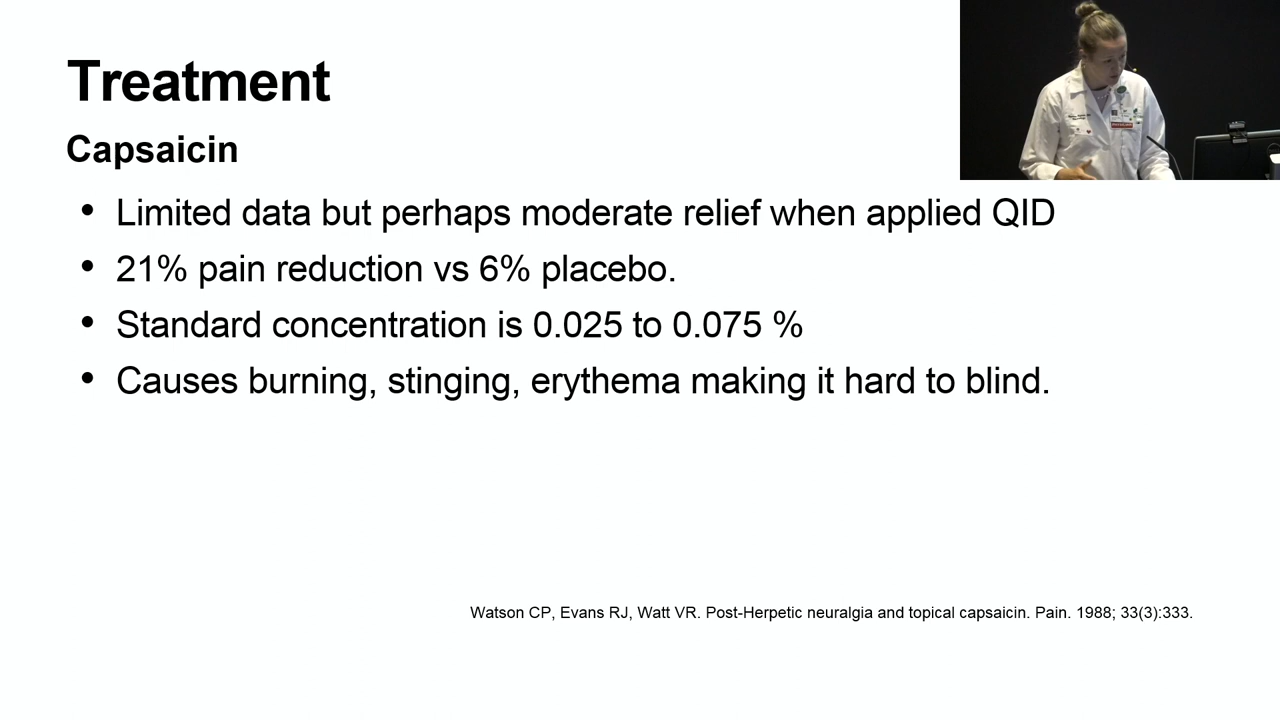 Treatment
Capsaicin
• Limited data but perhaps moderate relief when applied QID
• 21% pain reduction vs 6% placebo.
• Standard concentration is 0.025 to 0.075 %
• Causes burning, stinging, erythema making it hard to blind.
Watson CP, Evans RJ, Watt VR. Post-Herpetic neuralgia and topical capsaicin. Pain. 1988; 33(3):333.